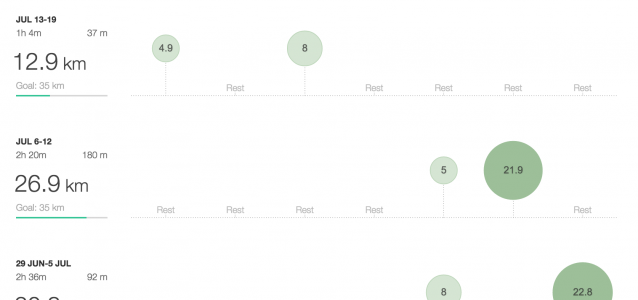 JUL 13-19
1h 4m 37 m
12.9 km
Goal: 35 km
4.9 8
Rest Rest Rest Rest Rest
JUL 6-12
2h 20m 180 m
26.9 km
Goal: 35 km
5 21.9
Rest Rest Rest Rest Rest
29 JUN-5 JUL
2h 36m 92 m
8 22.8